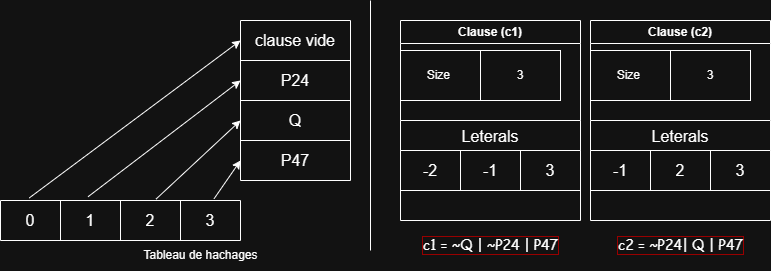 clause vide
P24
Q
P47
0 1 2 3
Tableau de hachages
Clause (c1)
Size 3
Leterals
-2 -1 3
c1 = ~Q | ~P24 | P47
Clause (c2)
Size 3
Leterals
-1 2 3
c2 = ~P24| Q | P47